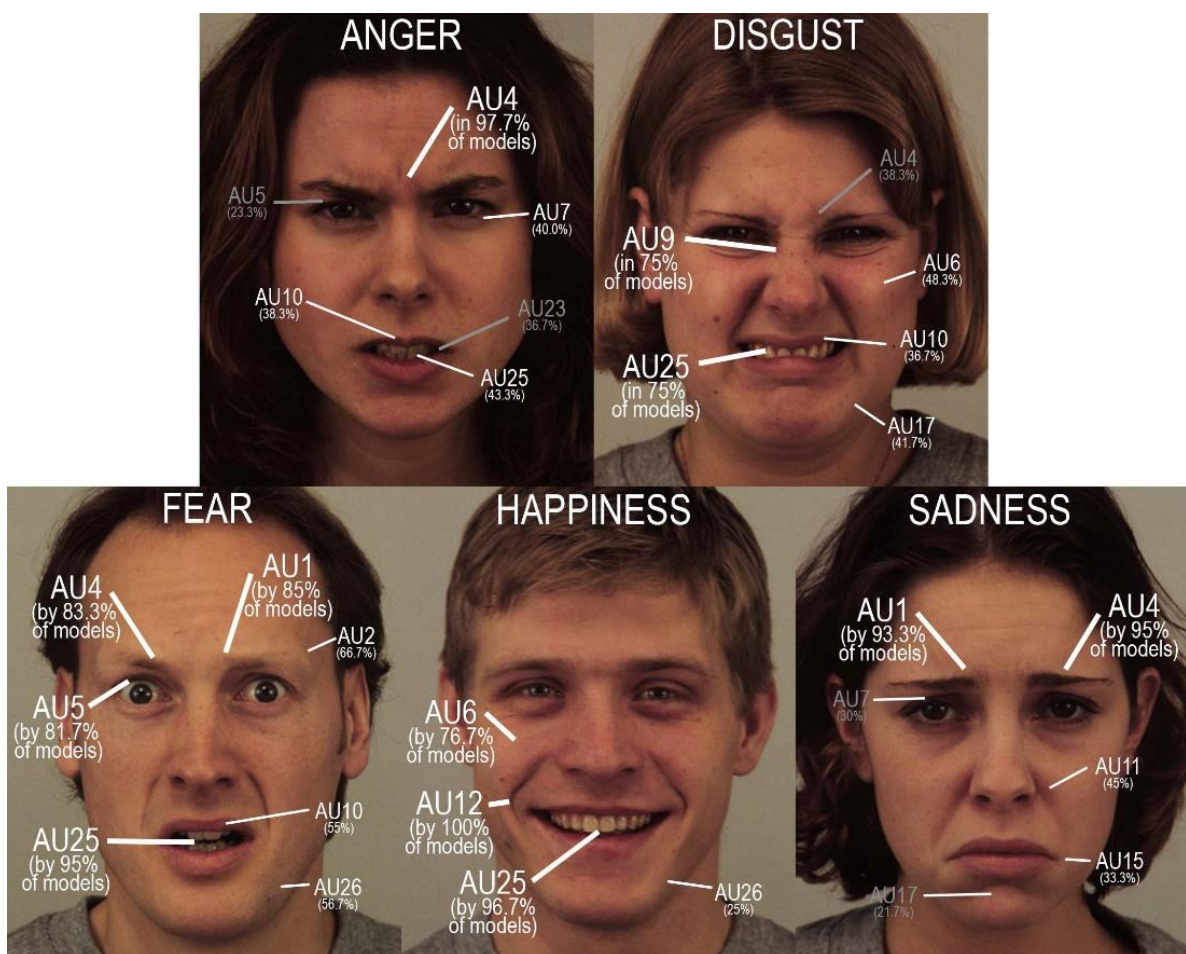 ANGER
AU4
(in 97.7%
of models)
AU5
(23.3%)
AU7
(40.0%)
AU10
(38.3%)
AU23
(36.7%)
AU25
(43.3%)
DISGUST
AU4
(38.3%)
AU9
(in 75%
of models)
AU6
(48.3%)
AU10
(36.7%)
AU25
(in 75%
of models)
AU17
(41.7%)
FEAR
AU4
(by 83.3%
of models)
AU1
(by 85%
of models)
AU2
(66.7%)
AU5
(by 81.7%
of models)
AU10
(55%)
AU25
(by 95%
of models)
AU26
(56.7%)
HAPPINESS
AU6
(by 76.7%
of models)
AU12
(by 100%
of models)
AU25
(by 96.7%
of models)
AU26
(25%)
SADNESS
AU1
(by 93.3%
of models)
AU4
(by 95%
of models)
AU7
(30%)
AU11
(45%)
AU15
(33.3%)
AU17
(21.7%)